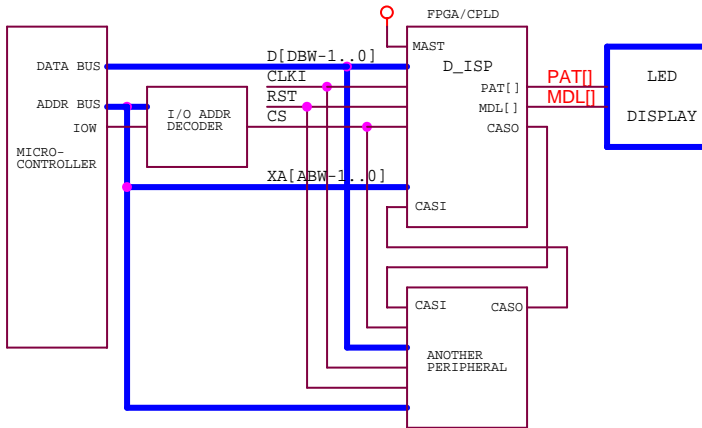 FPGA/CPLD
MAST
D[DBW-1..0]
D_ISP
DATA BUS
CLKI
PAT[]
PAT[]
LED
ADDR BUS
RST
MDL[]
MDL[]
I/O ADDR
DECODER
CS
IOW
CASO
DISPLAY
MICRO-
CONTROLLER
XA[ABW-1..0]
CASI
CASI
CASO
ANOTHER
PERIPHERAL